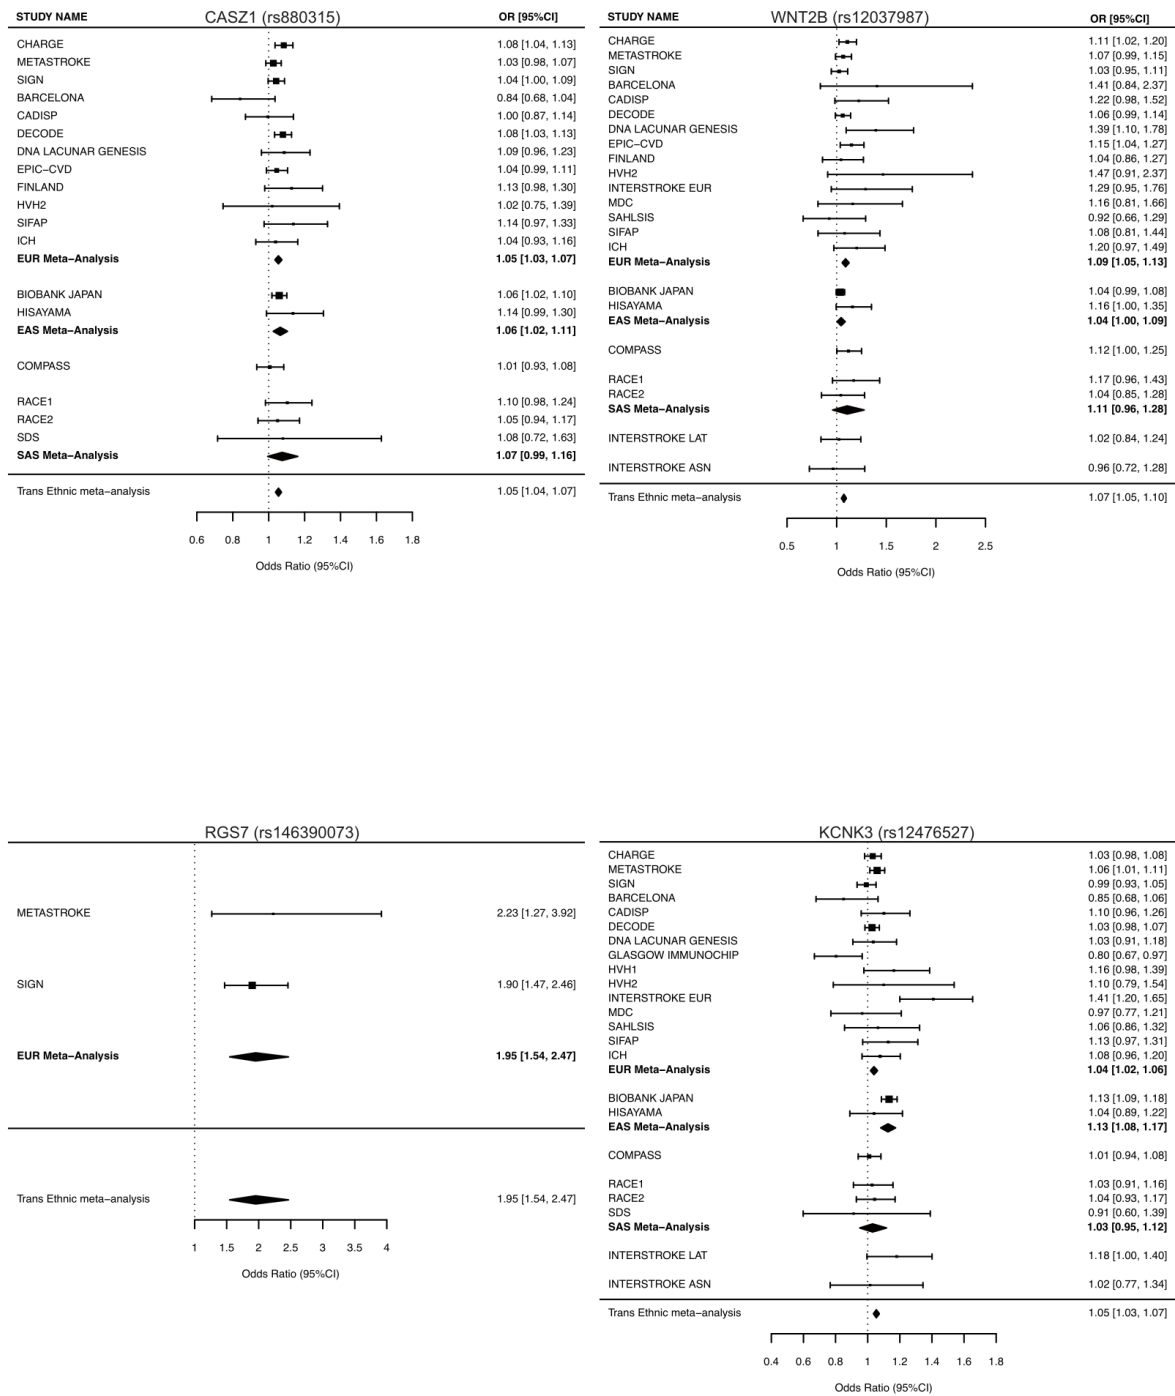 STUDY NAME CASZ1 (rs880315) OR [95%CI]
CHARGE 1.08 [1.04, 1.13]
METASTROKE 1.03 [0.98, 1.07]
SIGN 1.04 [1.00, 1.09]
BARCELONA 0.84 [0.68, 1.04]
CADISP 1.00 [0.87, 1.14]
DECODE 1.08 [1.03, 1.13]
DNA LACUNAR GENESIS 1.09 [0.96, 1.23]
EPIC−CVD 1.04 [0.99, 1.11]
FINLAND 1.13 [0.98, 1.30]
HVH2 1.02 [0.75, 1.39]
SIFAP 1.14 [0.97, 1.33]
ICH 1.04 [0.93, 1.16]
EUR Meta−Analysis 1.05 [1.03, 1.07]
BIOBANK JAPAN 1.06 [1.02, 1.10]
HISAYAMA 1.14 [0.99, 1.30]
EAS Meta−Analysis 1.06 [1.02, 1.11]
COMPASS 1.01 [0.93, 1.08]
RACE1 1.10 [0.98, 1.24]
RACE2 1.05 [0.94, 1.17]
SDS 1.08 [0.72, 1.63]
SAS Meta−Analysis 1.07 [0.99, 1.16]
Trans Ethnic meta−analysis 1.05 [1.04, 1.07]
0.6 0.8 1 1.2 1.4 1.6 1.8
Odds Ratio (95%CI)
STUDY NAME WNT2B (rs12037987) OR [95%CI]
CHARGE 1.11 [1.02, 1.20]
METASTROKE 1.07 [0.99, 1.15]
SIGN 1.03 [0.95, 1.11]
BARCELONA 1.41 [0.84, 2.37]
CADISP 1.22 [0.98, 1.52]
DECODE 1.06 [0.99, 1.14]
DNA LACUNAR GENESIS 1.39 [1.10, 1.78]
EPIC−CVD 1.15 [1.04, 1.27]
FINLAND 1.04 [0.86, 1.27]
HVH2 1.47 [0.91, 2.37]
INTERSTROKE EUR 1.29 [0.95, 1.76]
MDC 1.16 [0.81, 1.66]
SAHLSIS 0.92 [0.66, 1.29]
SIFAP 1.08 [0.81, 1.44]
ICH 1.20 [0.97, 1.49]
EUR Meta−Analysis 1.09 [1.05, 1.13]
BIOBANK JAPAN 1.04 [0.99, 1.08]
HISAYAMA 1.16 [1.00, 1.35]
EAS Meta−Analysis 1.04 [1.00, 1.09]
COMPASS 1.12 [1.00, 1.25]
RACE1 1.17 [0.96, 1.43]
RACE2 1.04 [0.85, 1.28]
SAS Meta−Analysis 1.11 [0.96, 1.28]
INTERSTROKE LAT 1.02 [0.84, 1.24]
INTERSTROKE ASN 0.96 [0.72, 1.28]
Trans Ethnic meta−analysis 1.07 [1.05, 1.10]
0.5 1 1.5 2 2.5
Odds Ratio (95%CI)
RGS7 (rs146390073)
METASTROKE 2.23 [1.27, 3.92]
SIGN 1.90 [1.47, 2.46]
EUR Meta−Analysis 1.95 [1.54, 2.47]
Trans Ethnic meta−analysis 1.95 [1.54, 2.47]
1 1.5 2 2.5 3 3.5 4
Odds Ratio (95%CI)
KCNK3 (rs12476527)
CHARGE 1.03 [0.98, 1.08]
METASTROKE 1.06 [1.01, 1.11]
SIGN 0.99 [0.93, 1.05]
BARCELONA 0.85 [0.68, 1.06]
CADISP 1.10 [0.96, 1.26]
DECODE 1.03 [0.98, 1.07]
DNA LACUNAR GENESIS 1.03 [0.91, 1.18]
GLASGOW IMMUNOCHIP 0.80 [0.67, 0.97]
HVH1 1.16 [0.98, 1.39]
HVH2 1.10 [0.79, 1.54]
INTERSTROKE EUR 1.41 [1.20, 1.65]
MDC 0.97 [0.77, 1.21]
SAHLSIS 1.06 [0.86, 1.32]
SIFAP 1.13 [0.97, 1.31]
ICH 1.08 [0.96, 1.20]
EUR Meta−Analysis 1.04 [1.02, 1.06]
BIOBANK JAPAN 1.13 [1.09, 1.18]
HISAYAMA 1.04 [0.89, 1.22]
EAS Meta−Analysis 1.13 [1.08, 1.17]
COMPASS 1.01 [0.94, 1.08]
RACE1 1.03 [0.91, 1.16]
RACE2 1.04 [0.93, 1.17]
SDS 0.91 [0.60, 1.39]
SAS Meta−Analysis 1.03 [0.95, 1.12]
INTERSTROKE LAT 1.18 [1.00, 1.40]
INTERSTROKE ASN 1.02 [0.77, 1.34]
Trans Ethnic meta−analysis 1.05 [1.03, 1.07]
0.4 0.6 0.8 1 1.2 1.4 1.6 1.8
Odds Ratio (95%CI)